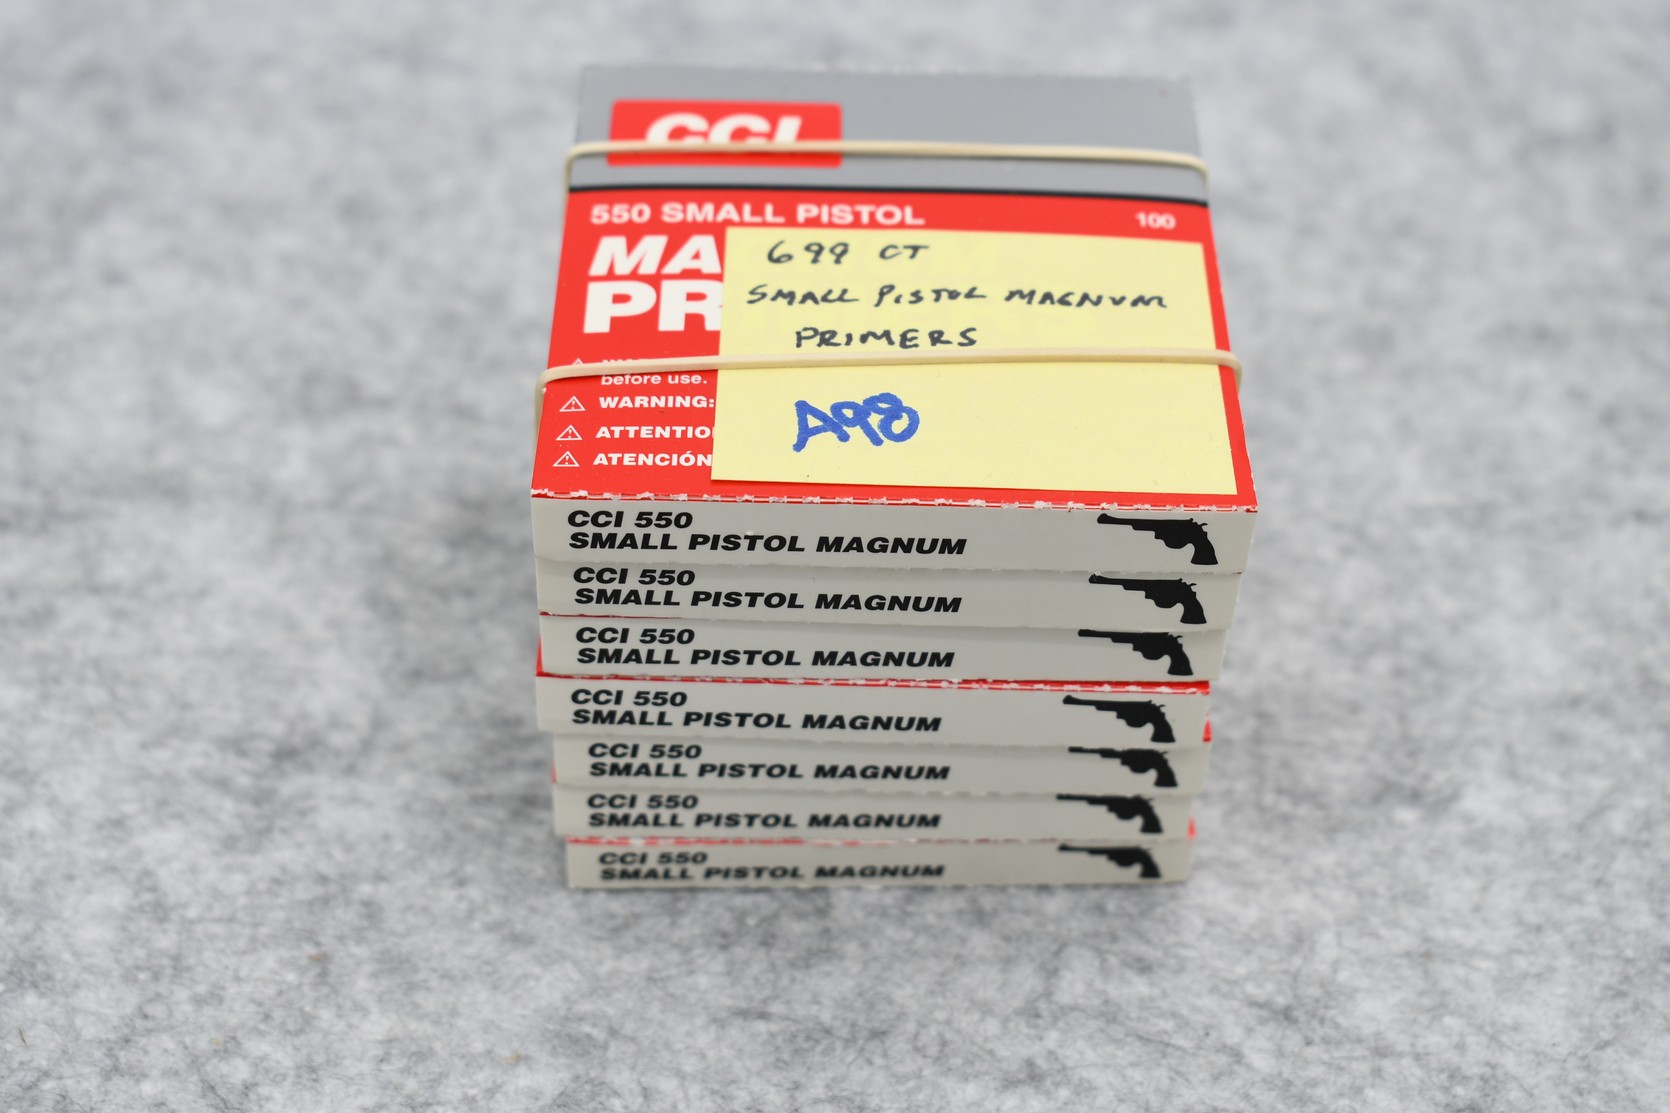 CCI
550 SMALL PISTOL
100
MA
PR
699 CT
SMALL PISTOL MAGNUM
PRIMERS
A98
before use.
WARNING:
ATTENTIO
ATENCIÓN
CCI 550
SMALL PISTOL MAGNUM
CCI 550
SMALL PISTOL MAGNUM
CCI 550
SMALL PISTOL MAGNUM
CCI 550
SMALL PISTOL MAGNUM
CCI 550
SMALL PISTOL MAGNUM
CCI 550
SMALL PISTOL MAGNUM
CCI 550
SMALL PISTOL MAGNUM